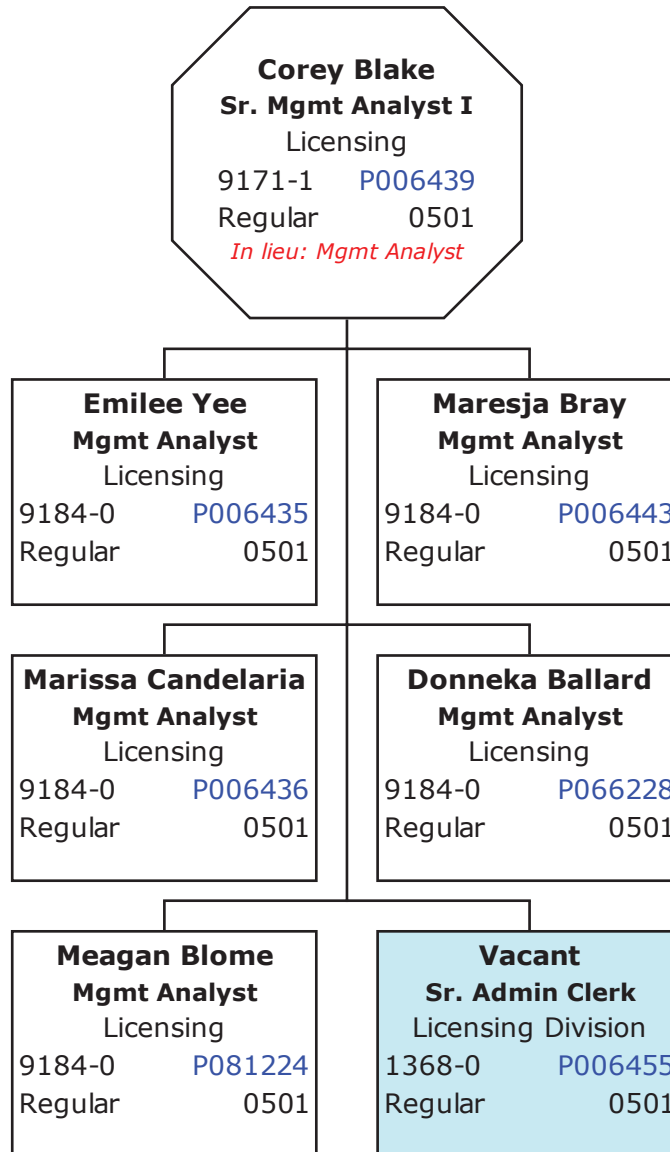 Corey Blake
Sr. Mgmt Analyst I
Licensing
9171-1 P006439
Regular 0501
In lieu: Mgmt Analyst
Emilee Yee
Mgmt Analyst
Licensing
9184-0 P006435
Regular 0501
Maresja Bray
Mgmt Analyst
Licensing
9184-0 P006443
Regular 0501
Marissa Candelaria
Mgmt Analyst
Licensing
9184-0 P006436
Regular 0501
Donneka Ballard
Mgmt Analyst
Licensing
9184-0 P066228
Regular 0501
Meagan Blome
Mgmt Analyst
Licensing
9184-0 P081224
Regular 0501
Vacant
Sr. Admin Clerk
Licensing Division
1368-0 P006455
Regular 0501